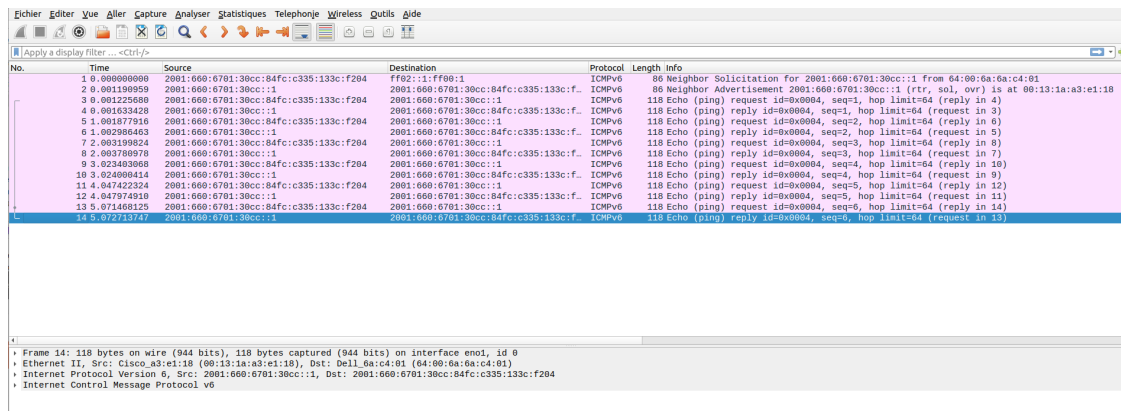 Fichier Editer Vue Aller Capture Analyser Statistiques Telephonje Wireless Outils Aide
Apply a display filter ... <Ctrl-/>
No. Time Source Destination Protocol Length Info
1 0.000000000 2001:660:6701:30cc:84fc:c335:133c:f204 ff02::1:ff00:1 ICMPv6 86 Neighbor Solicitation for 2001:660:6701:30cc::1 from 64:00:6a:6a:c4:01
2 0.001190959 2001:660:6701:30cc::1 2001:660:6701:30cc:84fc:c335:133c:f… ICMPv6 86 Neighbor Advertisement 2001:660:6701:30cc::1 (rtr, sol, ovr) is at 00:13:1a:a3:e1:18
3 0.001225680 2001:660:6701:30cc:84fc:c335:133c:f204 2001:660:6701:30cc::1 ICMPv6 118 Echo (ping) request id=0x0004, seq=1, hop limit=64 (reply in 4)
4 0.001633428 2001:660:6701:30cc::1 2001:660:6701:30cc:84fc:c335:133c:f… ICMPv6 118 Echo (ping) reply id=0x0004, seq=1, hop limit=64 (request in 3)
5 1.001877916 2001:660:6701:30cc:84fc:c335:133c:f204 2001:660:6701:30cc::1 ICMPv6 118 Echo (ping) request id=0x0004, seq=2, hop limit=64 (reply in 6)
6 1.002986463 2001:660:6701:30cc::1 2001:660:6701:30cc:84fc:c335:133c:f… ICMPv6 118 Echo (ping) reply id=0x0004, seq=2, hop limit=64 (request in 5)
7 2.003199824 2001:660:6701:30cc:84fc:c335:133c:f204 2001:660:6701:30cc::1 ICMPv6 118 Echo (ping) request id=0x0004, seq=3, hop limit=64 (reply in 8)
8 2.003780978 2001:660:6701:30cc::1 2001:660:6701:30cc:84fc:c335:133c:f… ICMPv6 118 Echo (ping) reply id=0x0004, seq=3, hop limit=64 (request in 7)
9 3.023403068 2001:660:6701:30cc:84fc:c335:133c:f204 2001:660:6701:30cc::1 ICMPv6 118 Echo (ping) request id=0x0004, seq=4, hop limit=64 (reply in 10)
10 3.024000414 2001:660:6701:30cc::1 2001:660:6701:30cc:84fc:c335:133c:f… ICMPv6 118 Echo (ping) reply id=0x0004, seq=4, hop limit=64 (request in 9)
11 4.047422324 2001:660:6701:30cc:84fc:c335:133c:f204 2001:660:6701:30cc::1 ICMPv6 118 Echo (ping) request id=0x0004, seq=5, hop limit=64 (reply in 12)
12 4.047974910 2001:660:6701:30cc::1 2001:660:6701:30cc:84fc:c335:133c:f… ICMPv6 118 Echo (ping) reply id=0x0004, seq=5, hop limit=64 (request in 11)
13 5.071468125 2001:660:6701:30cc:84fc:c335:133c:f204 2001:660:6701:30cc::1 ICMPv6 118 Echo (ping) request id=0x0004, seq=6, hop limit=64 (reply in 14)
14 5.072713747 2001:660:6701:30cc::1 2001:660:6701:30cc:84fc:c335:133c:f… ICMPv6 118 Echo (ping) reply id=0x0004, seq=6, hop limit=64 (request in 13)
Frame 14: 118 bytes on wire (944 bits), 118 bytes captured (944 bits) on interface eno1, id 0
Ethernet II, Src: Cisco_a3:e1:18 (00:13:1a:a3:e1:18), Dst: Dell_6a:c4:01 (64:00:6a:6a:c4:01)
Internet Protocol Version 6, Src: 2001:660:6701:30cc::1, Dst: 2001:660:6701:30cc:84fc:c335:133c:f204
Internet Control Message Protocol v6